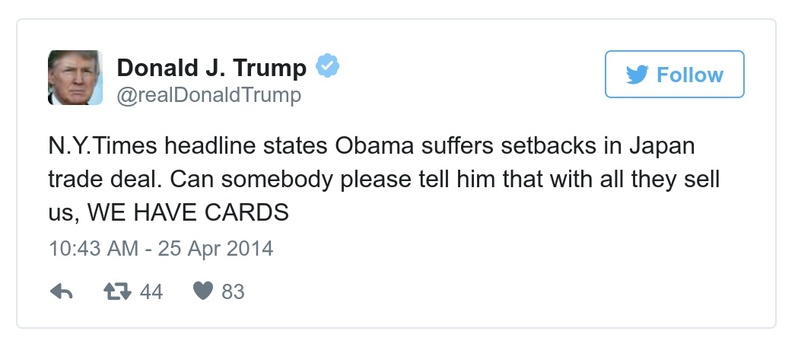 Donald J. Trump
@realDonaldTrump
Follow
N.Y.Times headline states Obama suffers setbacks in Japan
trade deal. Can somebody please tell him that with all they sell
us, WE HAVE CARDS
10:43 AM - 25 Apr 2014
44 83